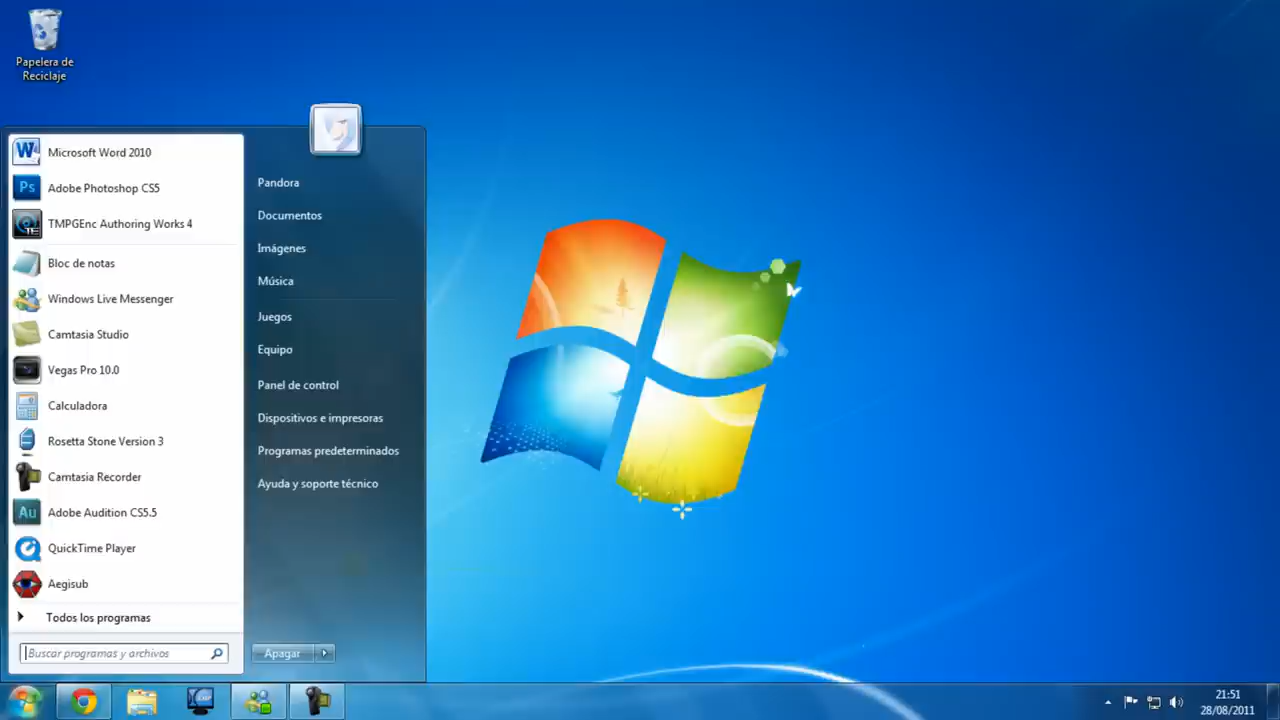 Papelera de
Reciclaje
Microsoft Word 2010
Adobe Photoshop CS5
TMPGEnc Authoring Works 4
Bloc de notas
Windows Live Messenger
Camtasia Studio
Vegas Pro 10.0
Calculadora
Rosetta Stone Version 3
Camtasia Recorder
Adobe Audition CS5.5
QuickTime Player
Aegisub
Todos los programas
Buscar programas y archivos
Pandora
Documentos
Imágenes
Música
Juegos
Equipo
Panel de control
Dispositivos e impresoras
Programas predeterminados
Ayuda y soporte técnico
Apagar
21:51
28/08/2011